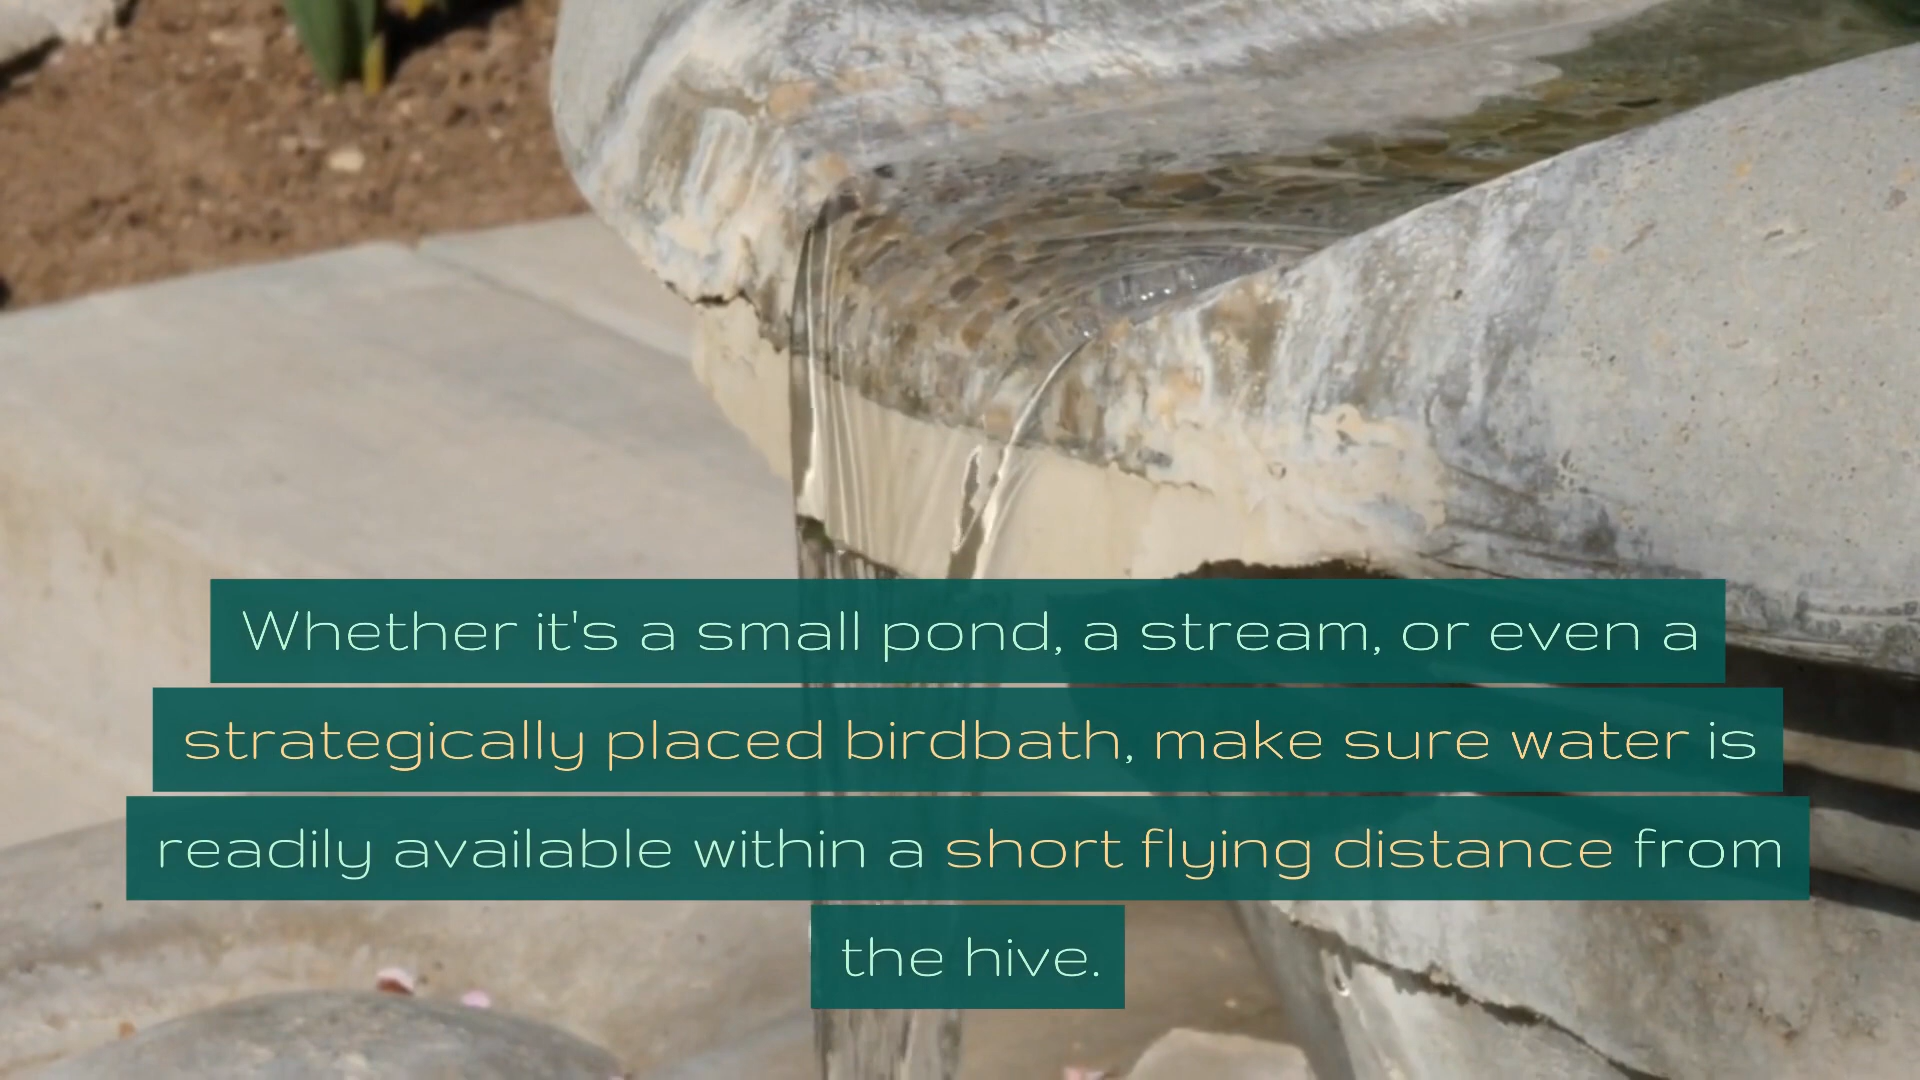 Whether it's a small pond, a stream, or even a
strategically placed birdbath, make sure water is
readily available within a short flying distance from
the hive.